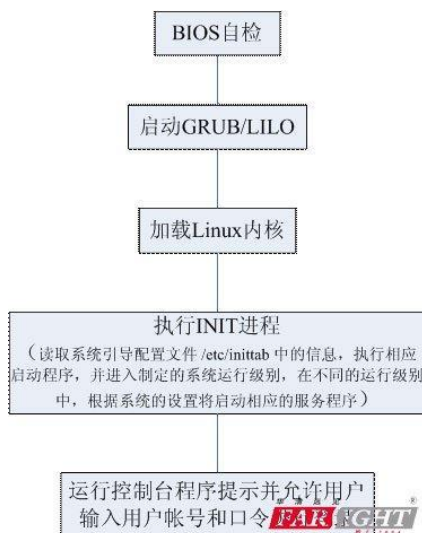 BIOS自检
启动GRUB/LILO
加载Linux内核
执行INIT进程
（读取系统引导配置文件 /etc/inittab 中的信息，执行相应
启动程序，并进入制定的系统运行级别，在不同的运行级别
中，根据系统的设置将启动相应的服务程序）
运行控制台程序提示并允许用户
输入用户帐号和口令
华清远见
FARSIGHT
®